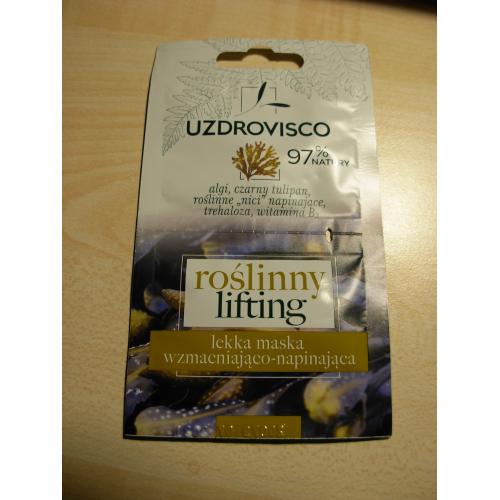 UZDROVISCO
97% NATURY
algi, czarny tulipan,
roślinne „nici” napinające,
trehaloza, witamina B₃
roślinny
lifting
lekka maska
wzmacniająco-napinająca